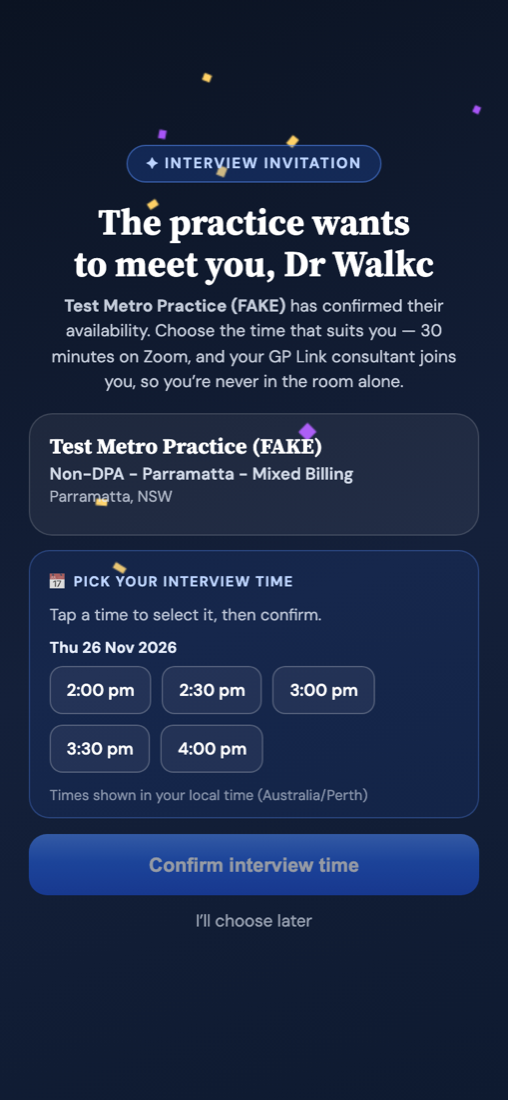 ✦ INTERVIEW INVITATION
The practice wants
to meet you, Dr Walkc
Test Metro Practice (FAKE) has confirmed their
availability. Choose the time that suits you — 30
minutes on Zoom, and your GP Link consultant joins
you, so you’re never in the room alone.
Test Metro Practice (FAKE)
Non-DPA – Parramatta – Mixed Billing
Parramatta, NSW
17 PICK YOUR INTERVIEW TIME
Tap a time to select it, then confirm.
Thu 26 Nov 2026
2:00 pm 2:30 pm 3:00 pm
3:30 pm 4:00 pm
Times shown in your local time (Australia/Perth)
Confirm interview time
I’ll choose later